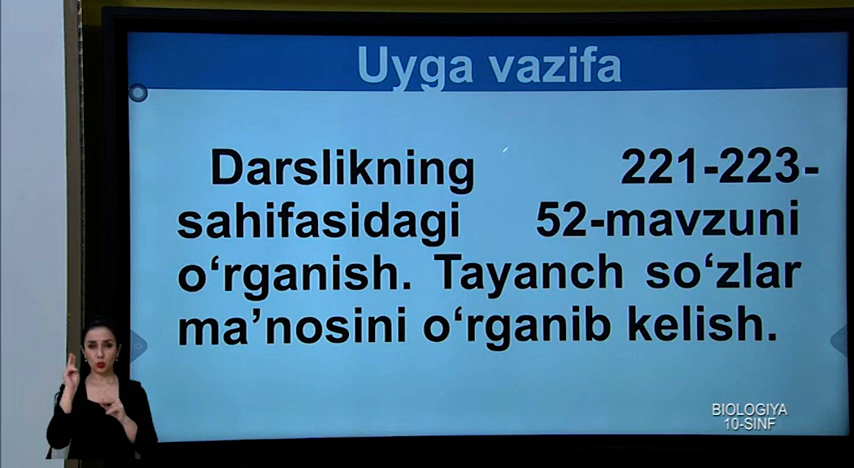 Uyga vazifa
Darslikning 221-223-
sahifasidagi 52-mavzuni
o‘rganish. Tayanch so‘zlar
ma’nosini o‘rganib kelish.
BIOLOGIYA
10-SINF